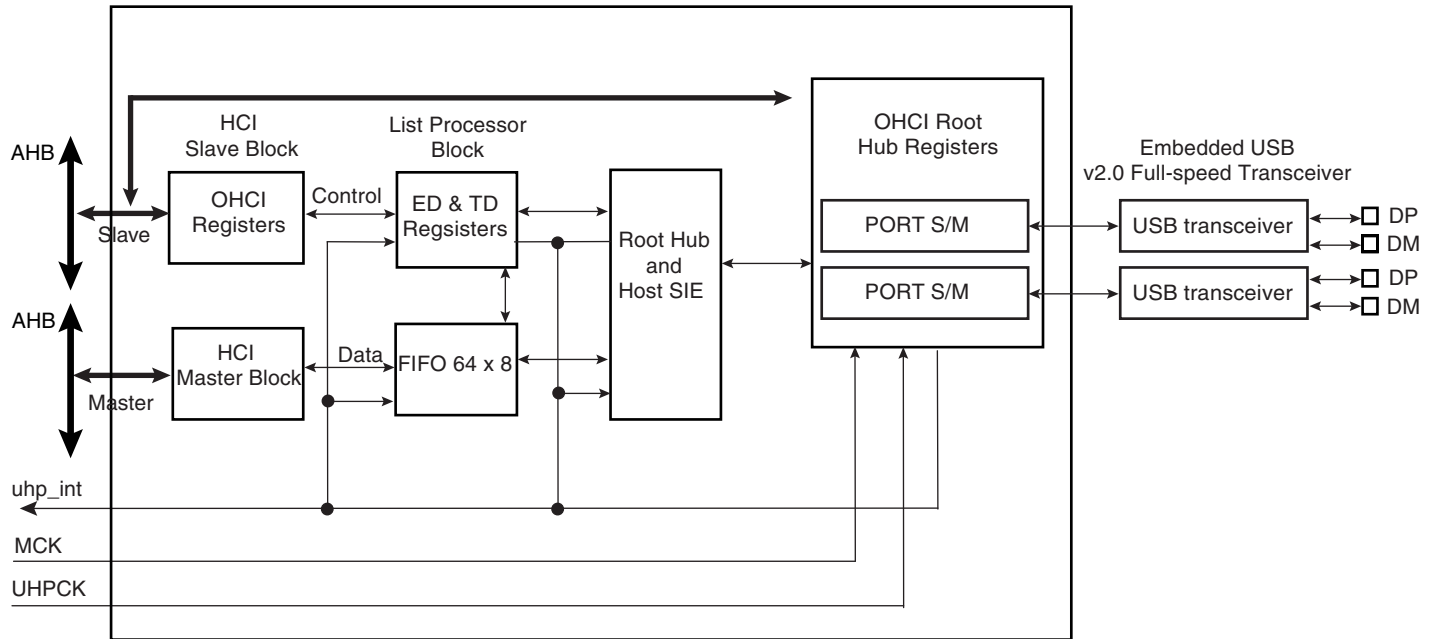 HCI
Slave Block
List Processor
Block
OHCI Root
Hub Registers
Embedded USB
v2.0 Full-speed Transceiver
AHB
Slave
OHCI
Registers
Control
ED & TD
Regsisters
Root Hub
and
Host SIE
PORT S/M
USB transceiver
DP
DM
PORT S/M
USB transceiver
DP
DM
AHB
Master
HCI
Master Block
Data
FIFO 64 x 8
uhp_int
MCK
UHPCK